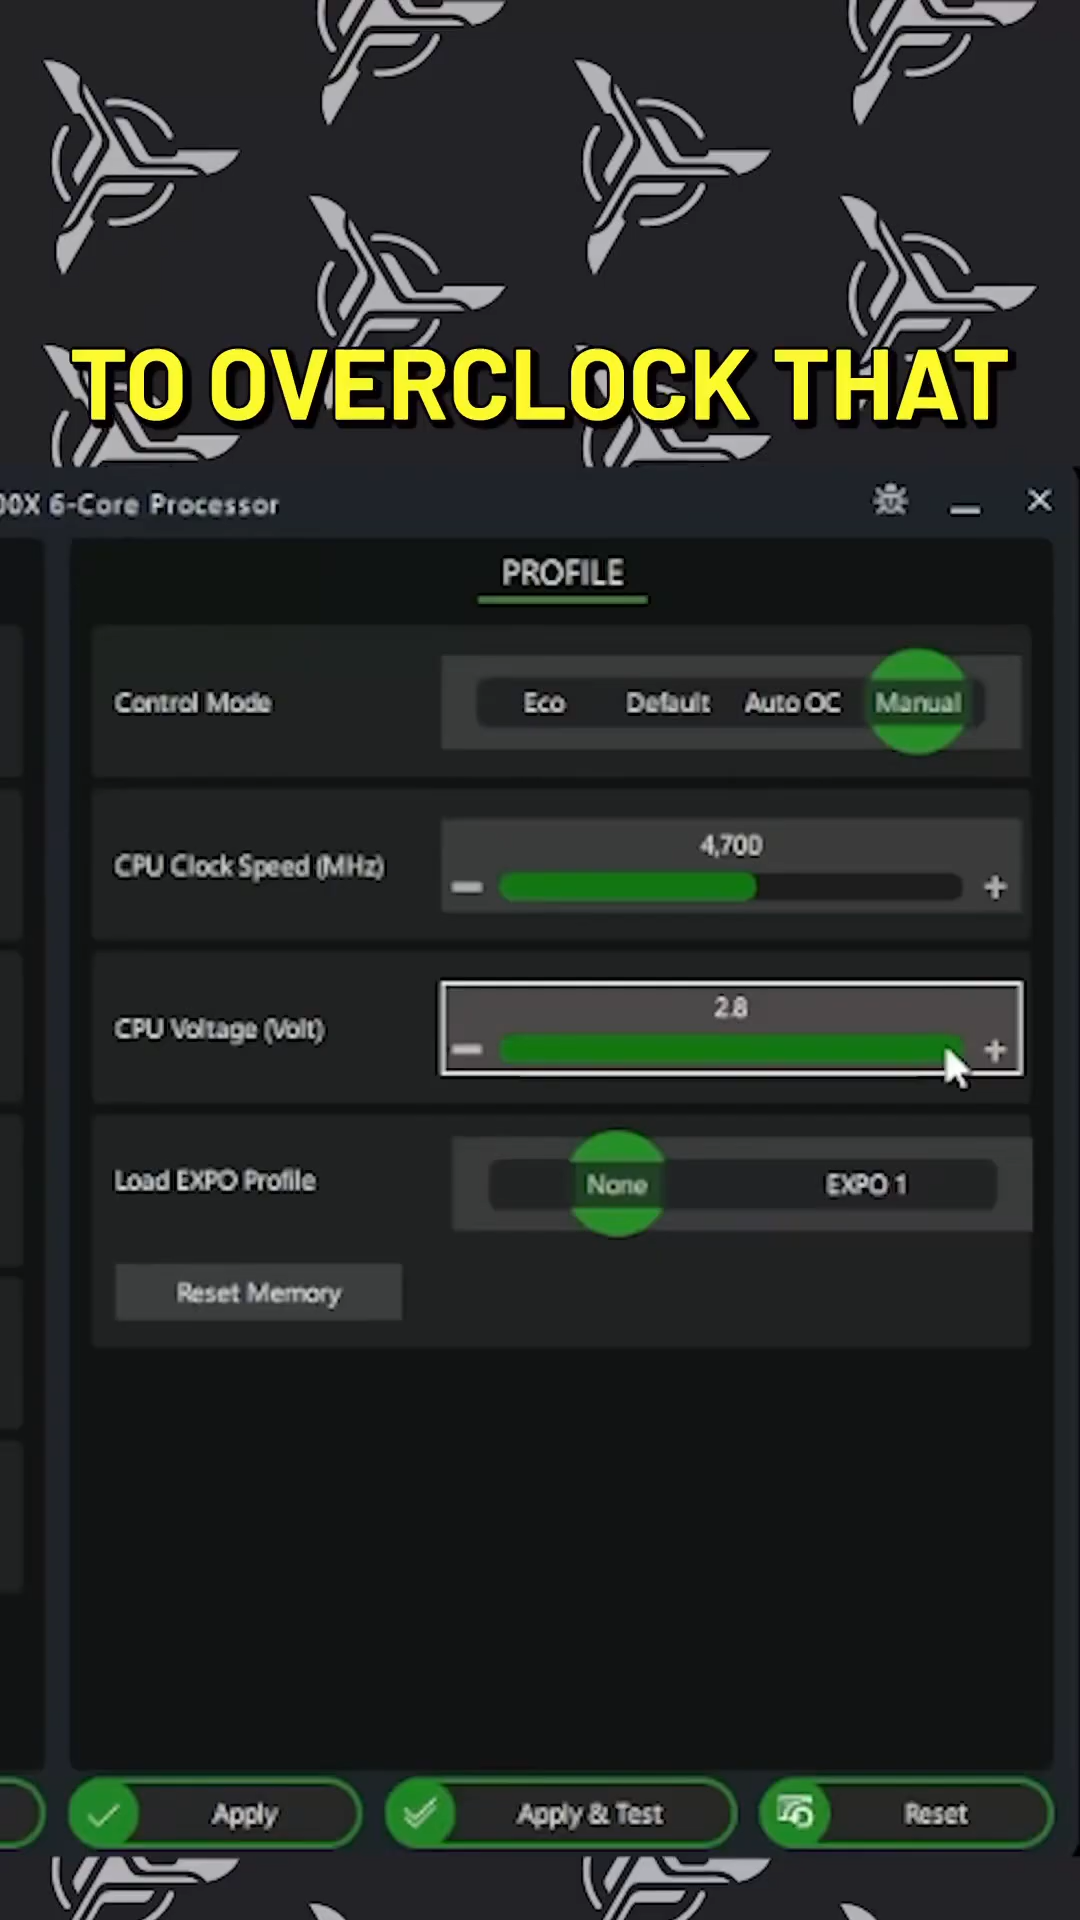 TO OVERCLOCK THAT
00X 6-Core Processor
PROFILE
Control Mode
Eco Default Auto OC Manual
CPU Clock Speed (MHz)
4,700
CPU Voltage (Volt)
2.8
Load EXPO Profile
None EXPO 1
Reset Memory
Apply Apply & Test Reset